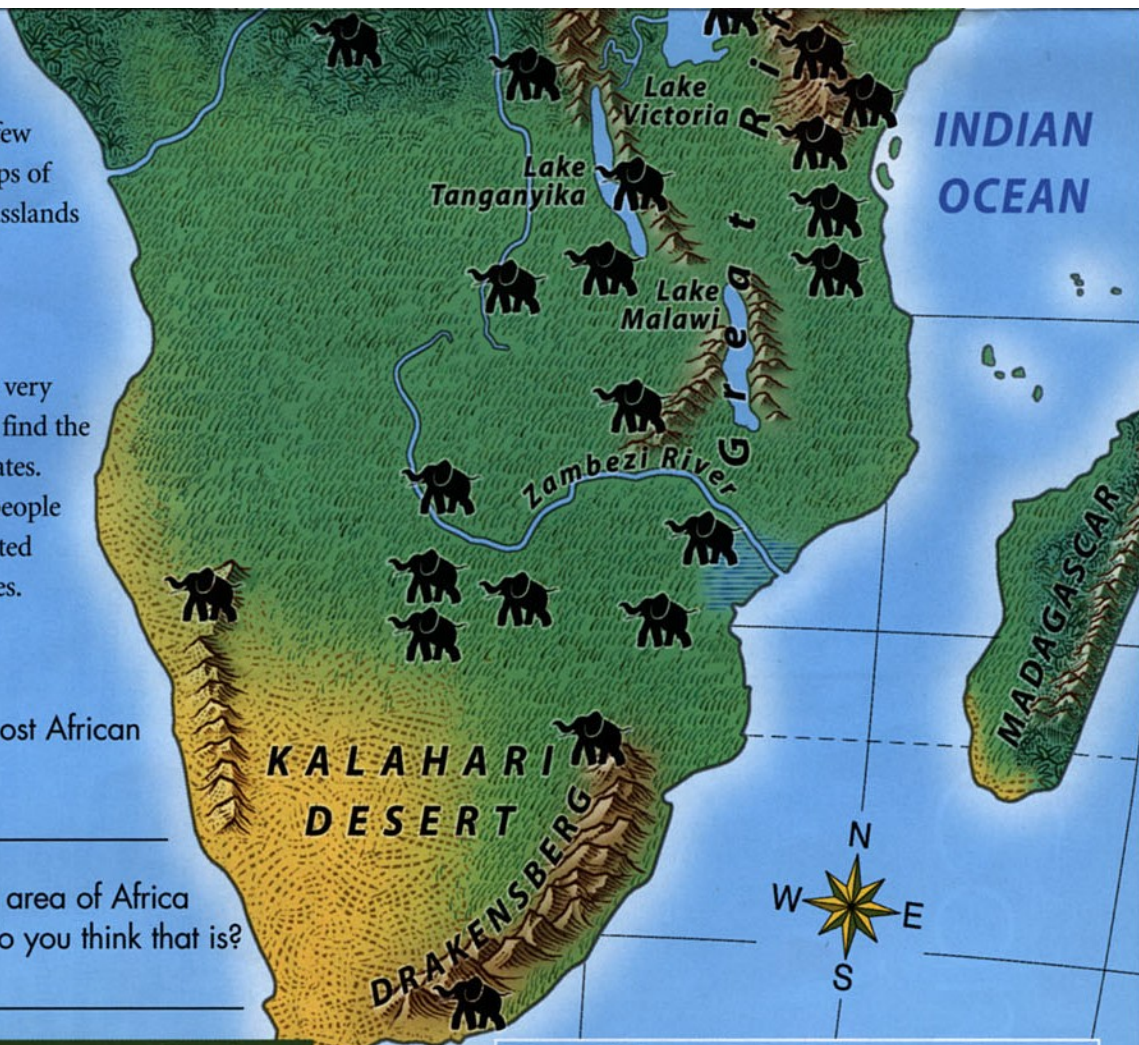 few
ps of
sslands
very
find the
ates.
people
ted
es.
ost African
area of Africa
o you think that is?
Lake
Victoria
Lake
Tanganyika
Lake
Malawi
Great Rif
Zambezi River
INDIAN
OCEAN
MADAGASCAR
KALAHARI
DESERT
DRAKENSBERG
N
W
E
S